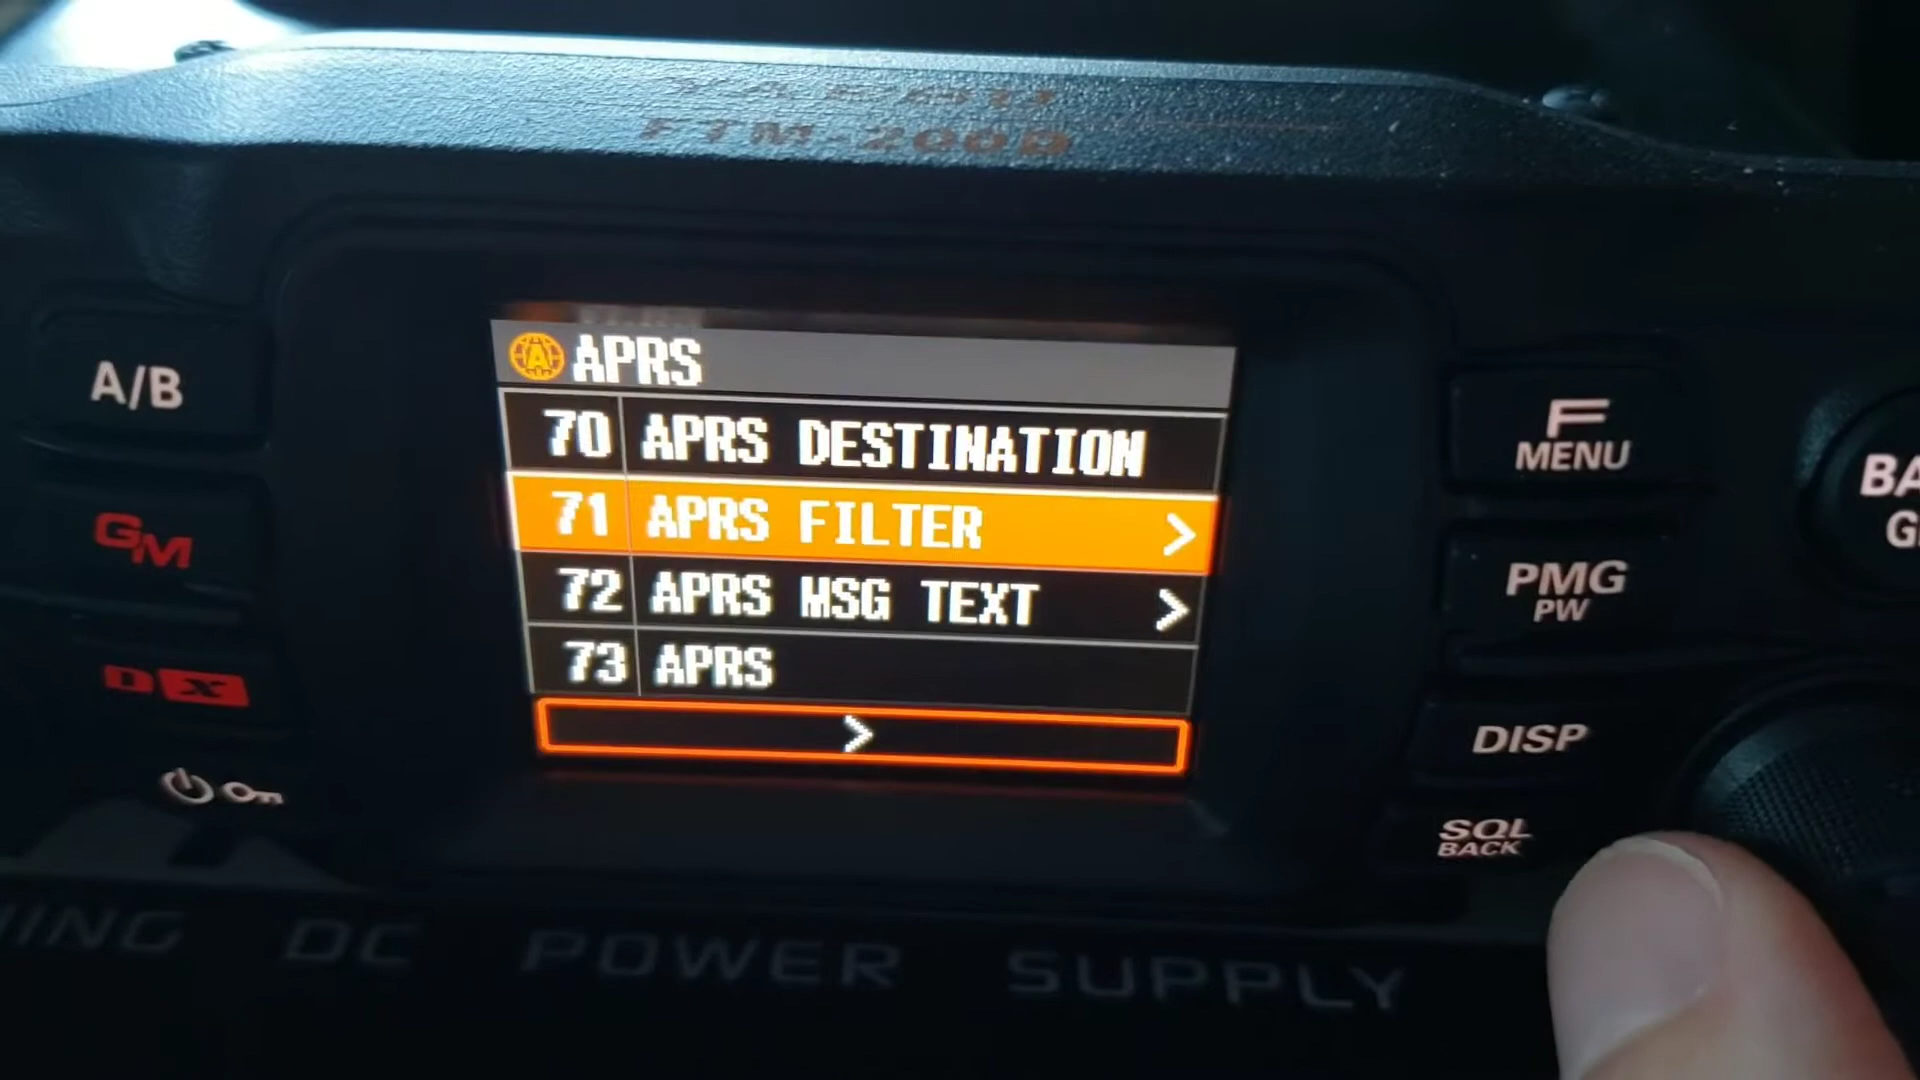 YAESU
FTM-200D
A/B
GM
DX
APRS
70 APRS DESTINATION
71 APRS FILTER >
72 APRS MSG TEXT >
73 APRS
>
F
MENU
PMG
PW
DISP
SQL
BACK
DC POWER SUPPLY